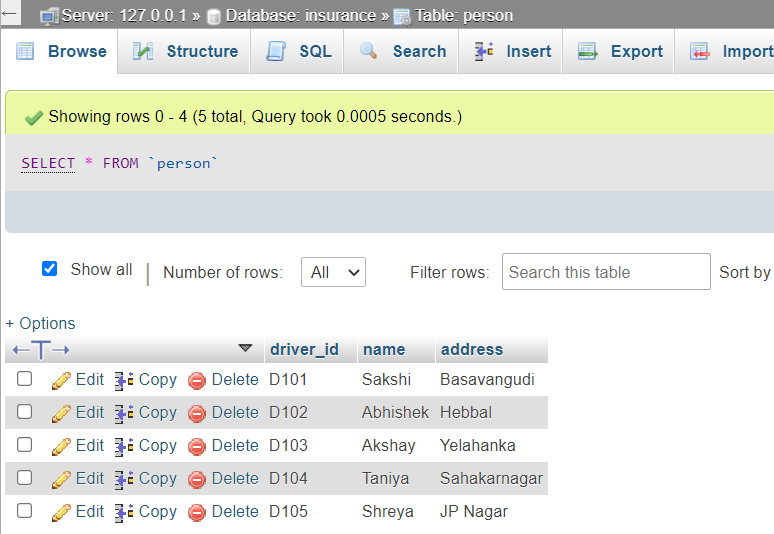 ← Server: 127.0.0.1 » Database: insurance » Table: person
Browse Structure SQL Search Insert Export Import
Showing rows 0 - 4 (5 total, Query took 0.0005 seconds.)
SELECT * FROM `person`
Show all | Number of rows: All Filter rows: Search this table Sort by
+ Options
←T→ driver_id name address
Edit Copy Delete D101 Sakshi Basavangudi
Edit Copy Delete D102 Abhishek Hebbal
Edit Copy Delete D103 Akshay Yelahanka
Edit Copy Delete D104 Taniya Sahakarnagar
Edit Copy Delete D105 Shreya JP Nagar